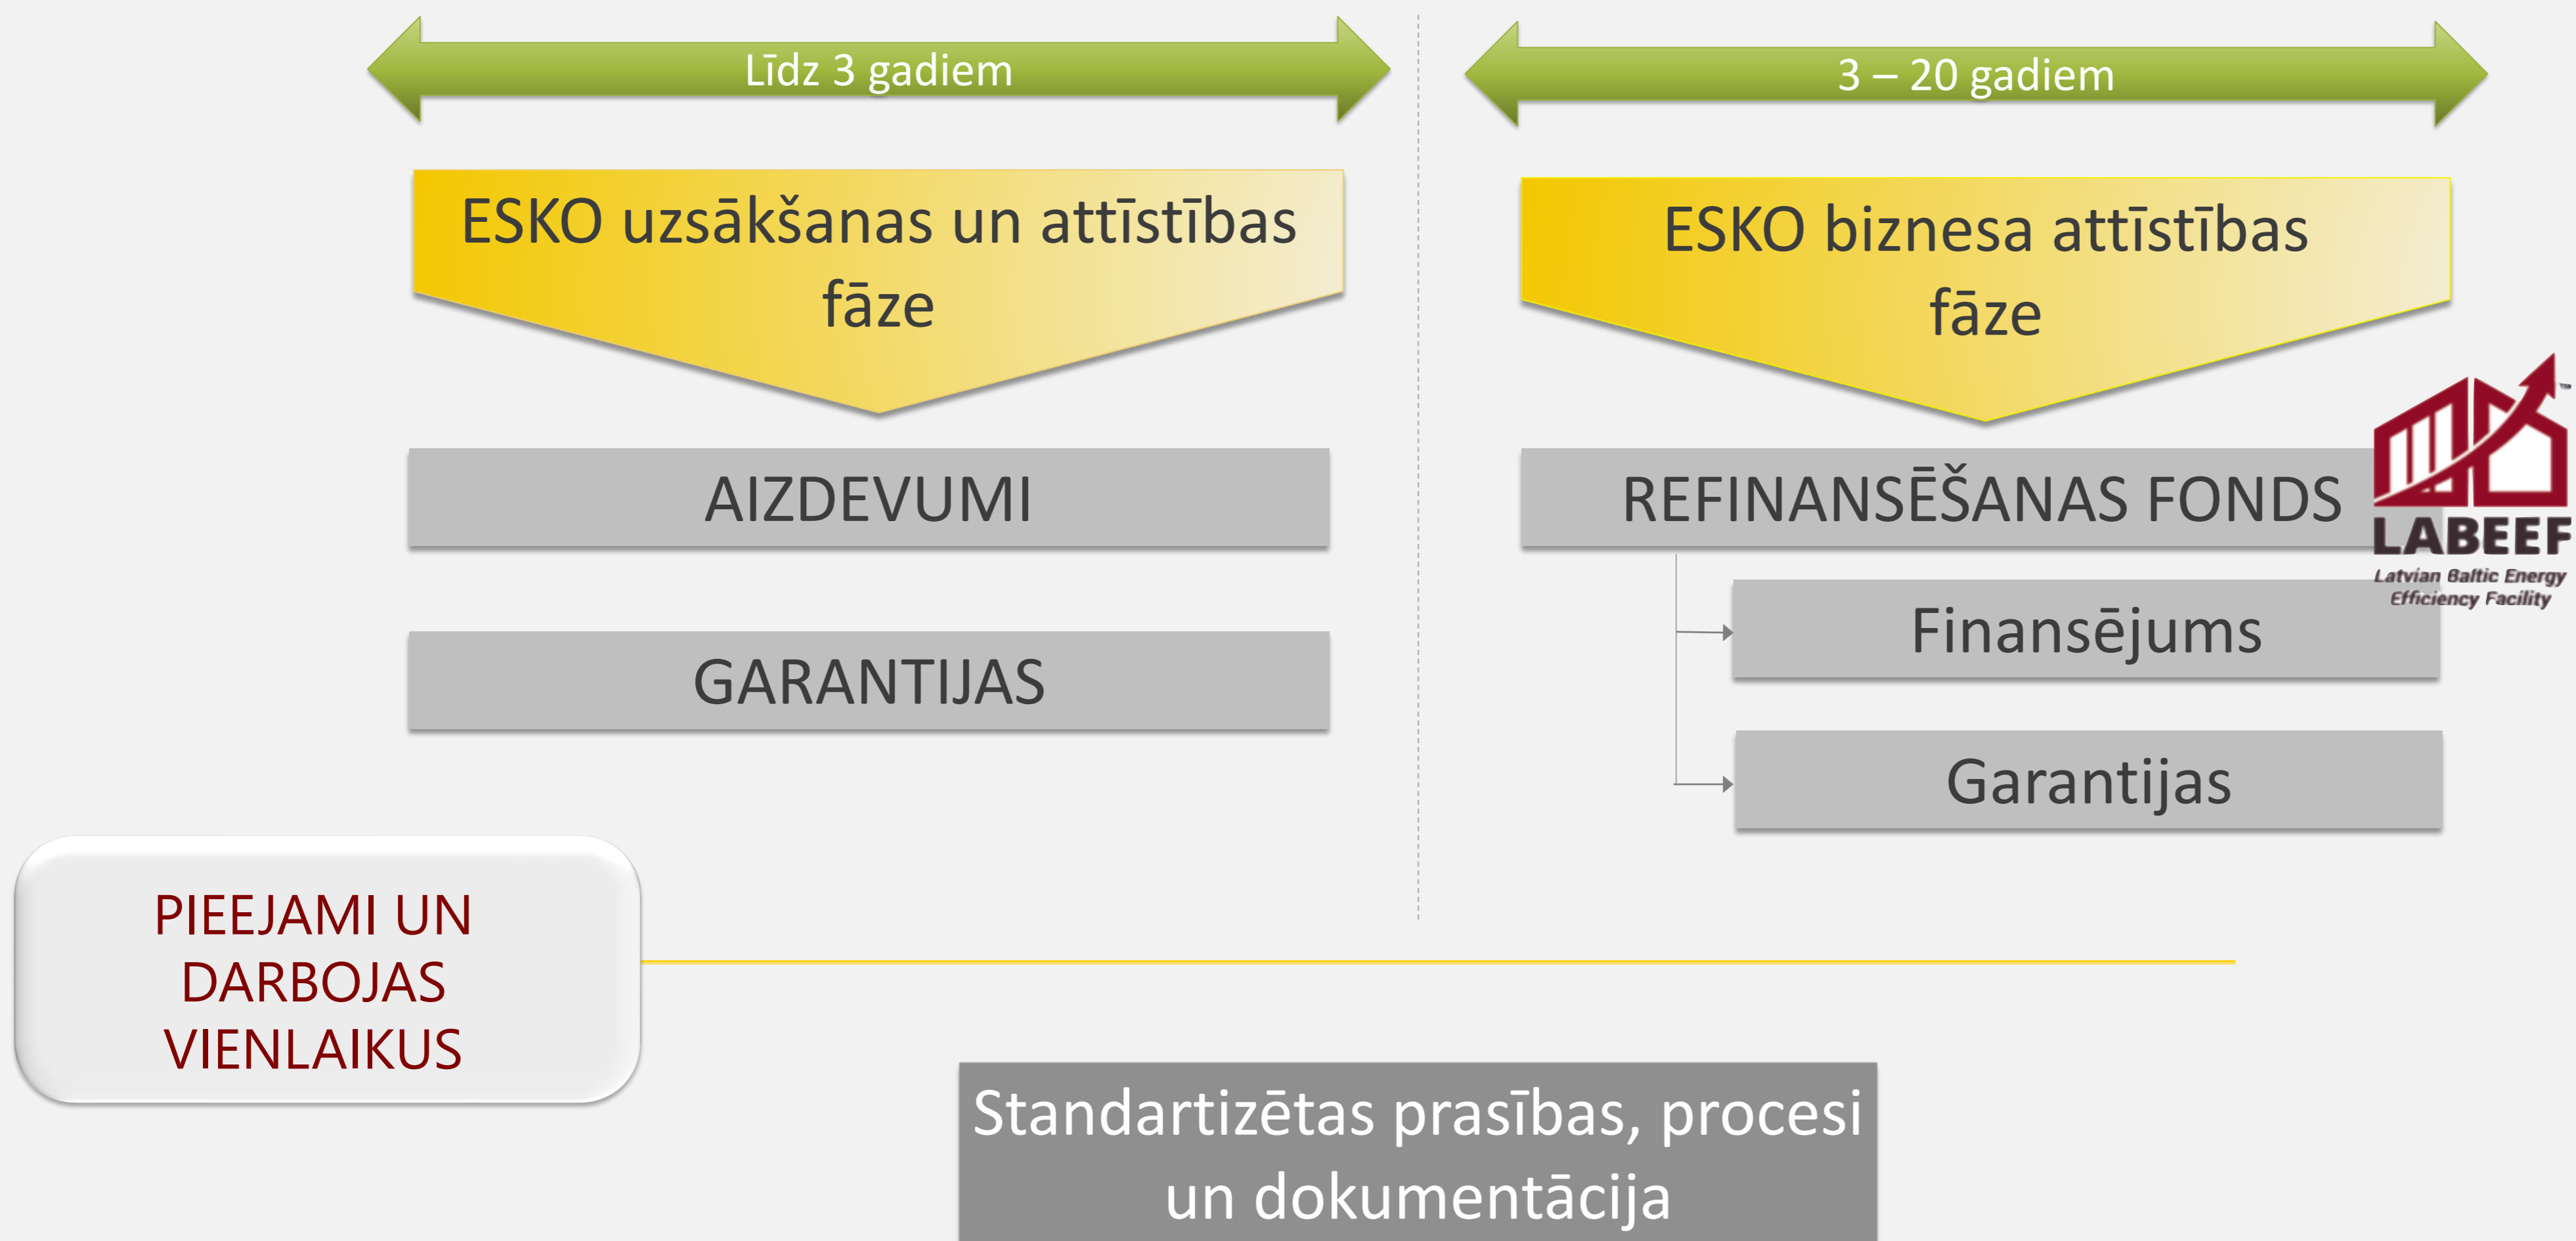 Līdz 3 gadiem
ESKO uzsākšanas un attīstības
fāze
AIZDEVUMI
GARANTIJAS
3 – 20 gadiem
ESKO biznesa attīstības
fāze
REFINANSĒŠANAS FONDS
LABEEF
Latvian Baltic Energy
Efficiency Facility
Finansējums
Garantijas
PIEEJAMI UN
DARBOJAS
VIENLAIKUS
Standartizētas prasības, procesi
un dokumentācija